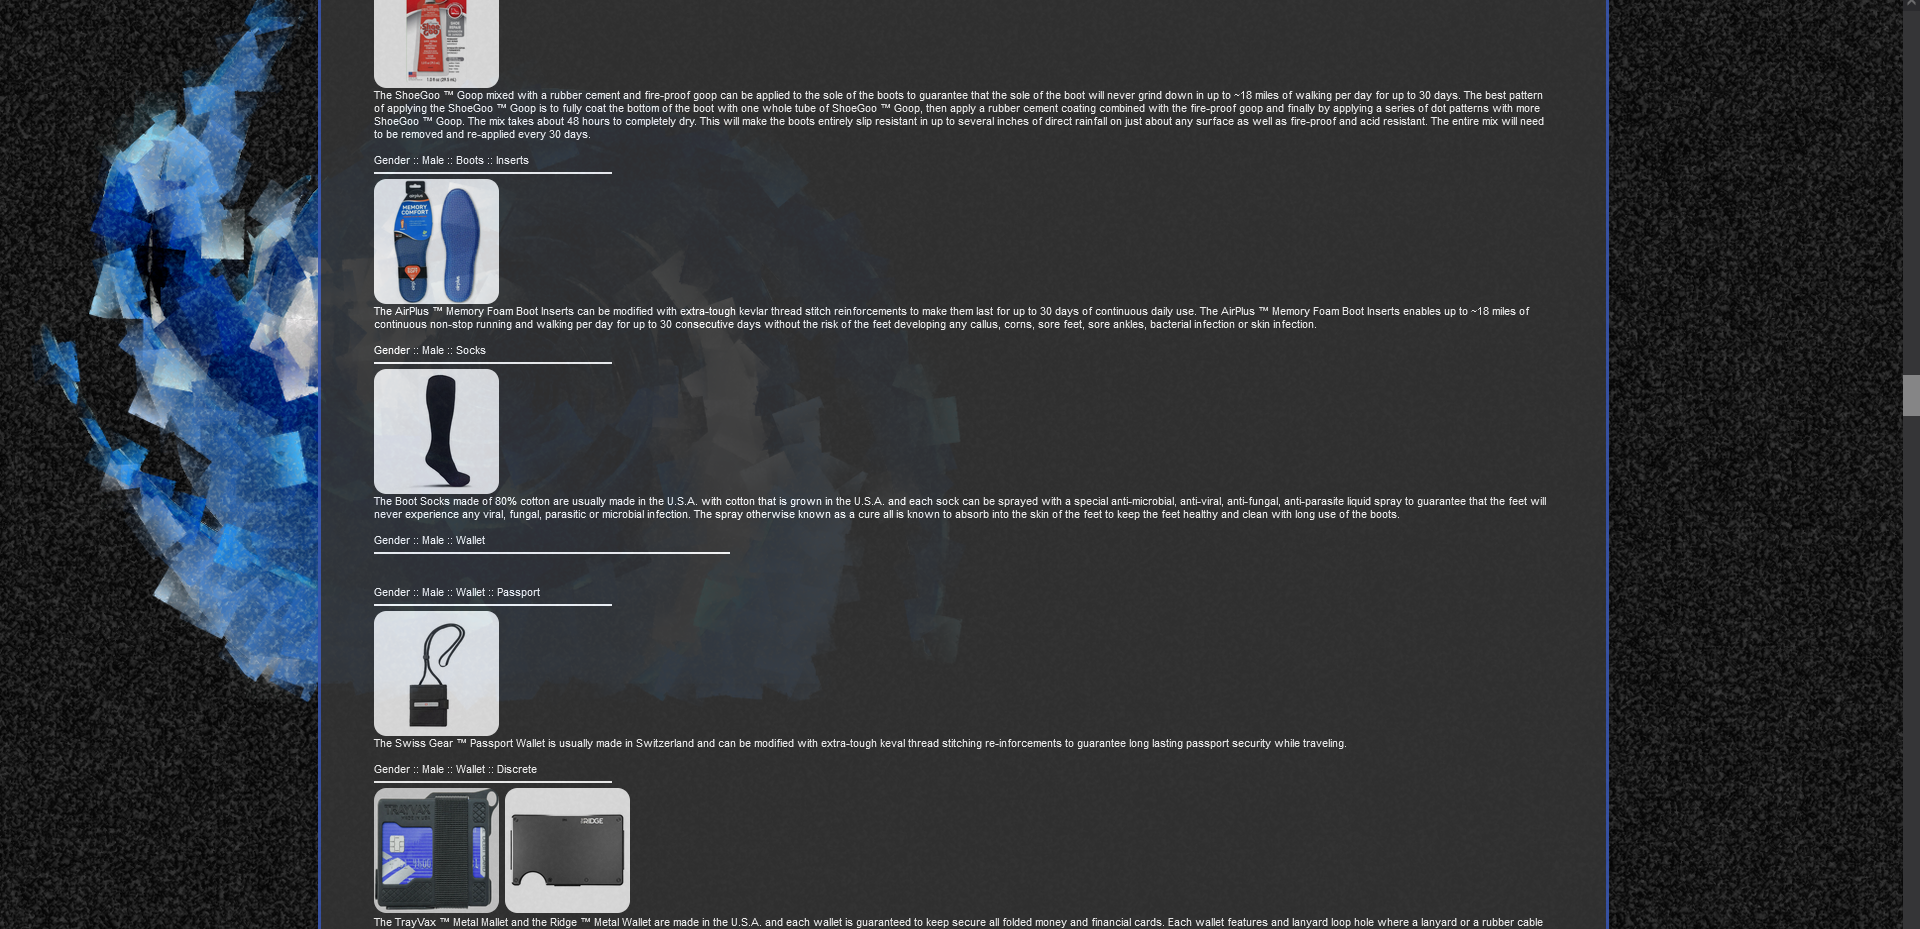 Shoe Goo
SHOE REPAIR
1.0 fl oz (29.5 mL)
The ShoeGoo ™ Goop mixed with a rubber cement and fire-proof goop can be applied to the sole of the boots to guarantee that the sole of the boot will never grind down in up to ~18 miles of walking per day for up to 30 days. The best pattern
of applying the ShoeGoo ™ Goop is to fully coat the bottom of the boot with one whole tube of ShoeGoo ™ Goop, then apply a rubber cement coating combined with the fire-proof goop and finally by applying a series of dot patterns with more
ShoeGoo ™ Goop. The mix takes about 48 hours to completely dry. This will make the boots entirely slip resistant in up to several inches of direct rainfall on just about any surface as well as fire-proof and acid resistant. The entire mix will need
to be removed and re-applied every 30 days.
Gender :: Male :: Boots :: Inserts
airplus
MEMORY
COMFORT
airplus
airplus
The AirPlus ™ Memory Foam Boot Inserts can be modified with extra-tough kevlar thread stitch reinforcements to make them last for up to 30 days of continuous daily use. The AirPlus ™ Memory Foam Boot Inserts enables up to ~18 miles of
continuous non-stop running and walking per day for up to 30 consecutive days without the risk of the feet developing any callus, corns, sore feet, sore ankles, bacterial infection or skin infection.
Gender :: Male :: Socks
The Boot Socks made of 80% cotton are usually made in the U.S.A. with cotton that is grown in the U.S.A. and each sock can be sprayed with a special anti-microbial, anti-viral, anti-fungal, anti-parasite liquid spray to guarantee that the feet will
never experience any viral, fungal, parasitic or microbial infection. The spray otherwise known as a cure all is known to absorb into the skin of the feet to keep the feet healthy and clean with long use of the boots.
Gender :: Male :: Wallet
Gender :: Male :: Wallet :: Passport
The Swiss Gear ™ Passport Wallet is usually made in Switzerland and can be modified with extra-tough keval thread stitching re-inforcements to guarantee long lasting passport security while traveling.
Gender :: Male :: Wallet :: Discrete
TRAYVAX
MADE IN USA
RIDGE
The TrayVax ™ Metal Mallet and the Ridge ™ Metal Wallet are made in the U.S.A. and each wallet is guaranteed to keep secure all folded money and financial cards. Each wallet features and lanyard loop hole where a lanyard or a rubber cable